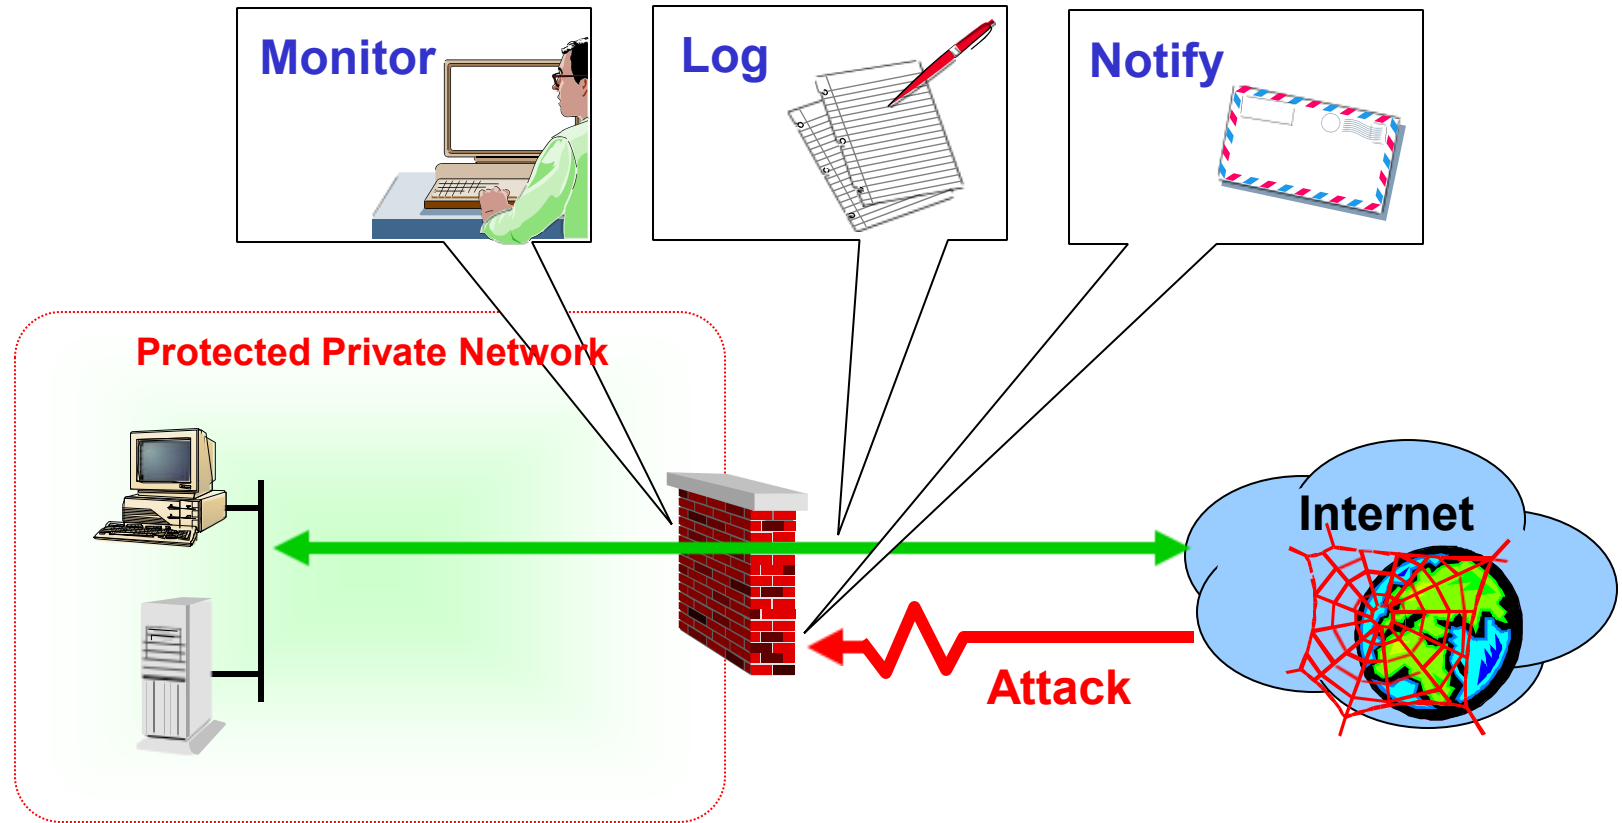 Monitor
Log
Notify
Protected Private Network
Internet
Attack